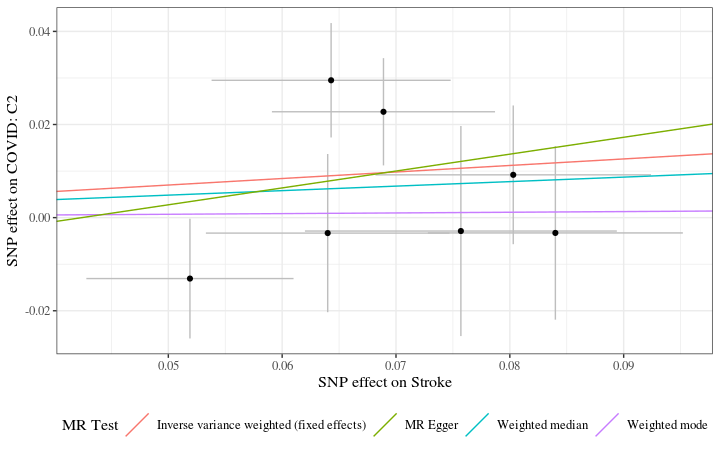 0.04
0.02
0.00
-0.02
SNP effect on COVID: C2
0.05 0.06 0.07 0.08 0.09
SNP effect on Stroke
MR Test Inverse variance weighted (fixed effects) MR Egger Weighted median Weighted mode